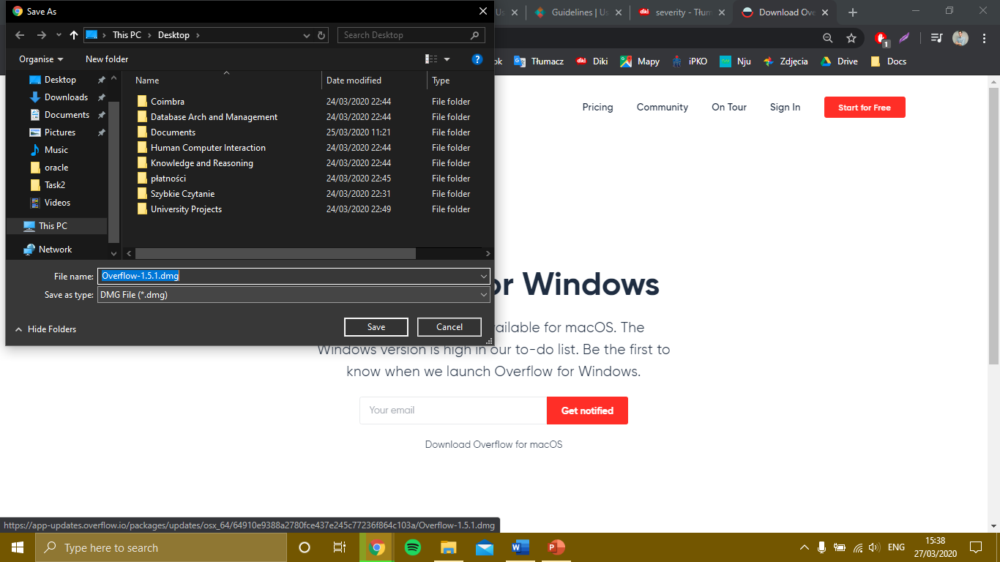 Save As
Us
Guidelines | Us
diki
severity - Tłum
Download Ove
This PC
Desktop
Search Desktop
1
Organise
New folder
?
ok
Tłumacz
diki
Diki
Mapy
iPKO
Nju
Zdjęcia
Drive
Docs
Desktop
Downloads
Documents
Pictures
Music
oracle
Task2
Videos
This PC
Network
Name Date modified Type
Coimbra 24/03/2020 22:44 File folder
Database Arch and Management 24/03/2020 22:44 File folder
Documents 25/03/2020 11:21 File folder
Human Computer Interaction 24/03/2020 22:44 File folder
Knowledge and Reasoning 24/03/2020 22:44 File folder
płatności 24/03/2020 22:45 File folder
Szybkie Czytanie 24/03/2020 22:31 File folder
University Projects 24/03/2020 22:49 File folder
File name: Overflow-1.5.1.dmg
Save as type: DMG File (*.dmg)
Hide Folders
Save
Cancel
Pricing
Community
On Tour
Sign In
Start for Free
or Windows
ailable for macOS. The
Windows version is high in our to-do list. Be the first to
know when we launch Overflow for Windows.
Your email
Get notified
Download Overflow for macOS
https://app-updates.overflow.io/packages/updates/osx_64/64910e9388a2780fce437e245c77236f864c103a/Overflow-1.5.1.dmg
Type here to search
W
P
ENG
15:38
27/03/2020